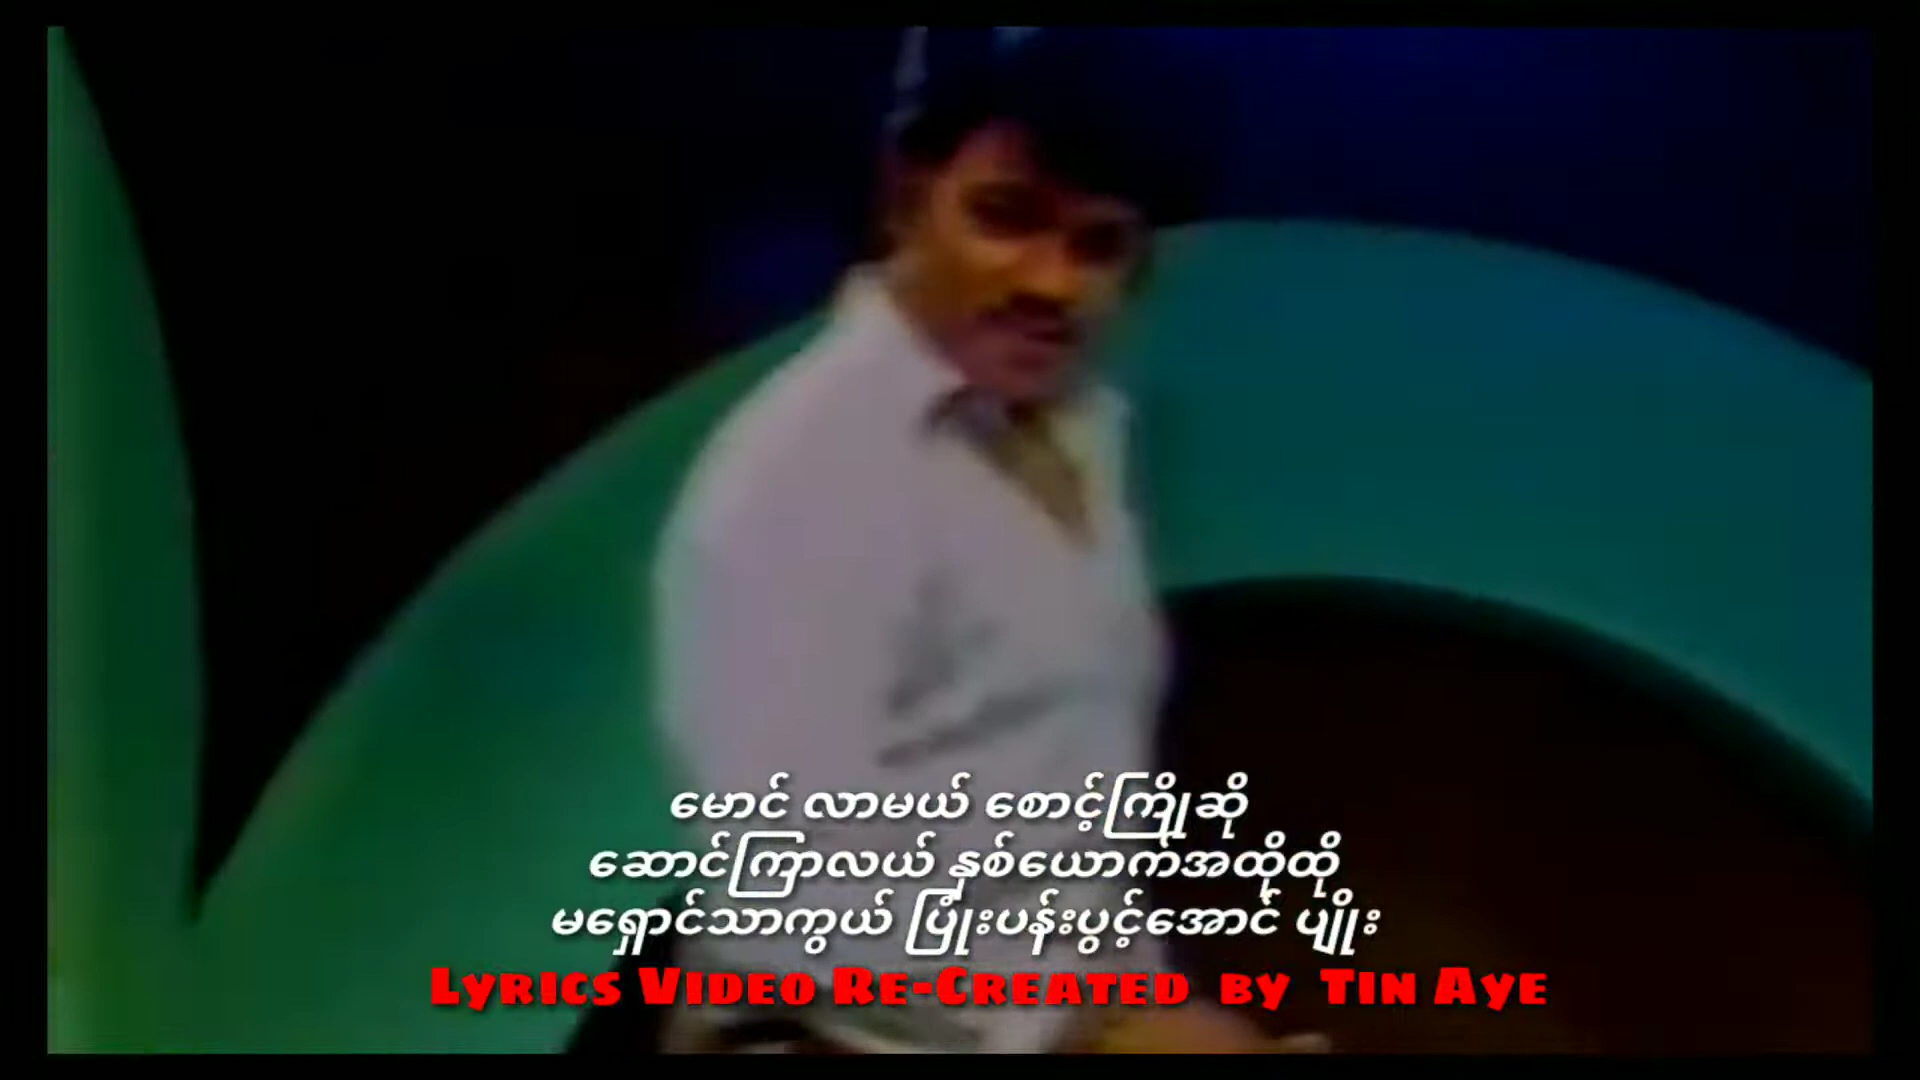 မောင် လာမယ် စောင့်ကြိုဆို
ဆောင်ကြာလယ် နှစ်ယောက်အထိုထို
မရှောင်သာကွယ် ပြုံးပန်းပွင့်အောင် ပျိုး
Lyrics Video Re-Created by Tin Aye